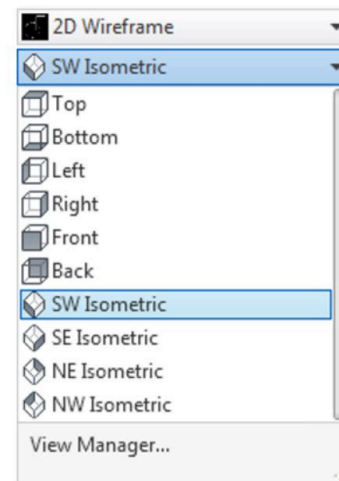 2D Wireframe
SW Isometric
Top
Bottom
Left
Right
Front
Back
SW Isometric
SE Isometric
NE Isometric
NW Isometric
View Manager...